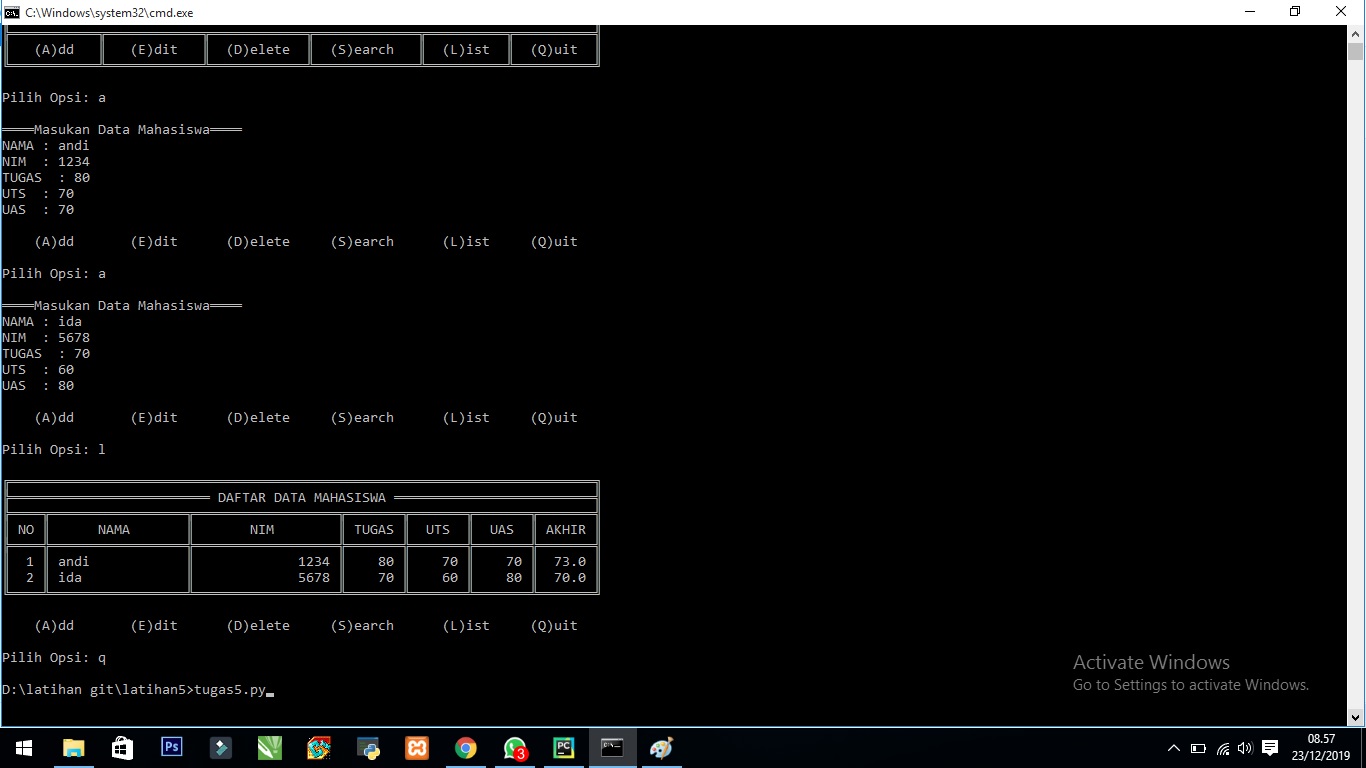 C:\Windows\system32\cmd.exe
(A)dd (E)dit (D)elete (S)earch (L)ist (Q)uit
Pilih Opsi: a
════Masukan Data Mahasiswa════
NAMA : andi
NIM : 1234
TUGAS : 80
UTS : 70
UAS : 70
(A)dd (E)dit (D)elete (S)earch (L)ist (Q)uit
Pilih Opsi: a
════Masukan Data Mahasiswa════
NAMA : ida
NIM : 5678
TUGAS : 70
UTS : 60
UAS : 80
(A)dd (E)dit (D)elete (S)earch (L)ist (Q)uit
Pilih Opsi: l
DAFTAR DATA MAHASISWA
NO NAMA NIM TUGAS UTS UAS AKHIR
1 andi 1234 80 70 70 73.0
2 ida 5678 70 60 80 70.0
(A)dd (E)dit (D)elete (S)earch (L)ist (Q)uit
Pilih Opsi: q
D:\latihan git\latihan5>tugas5.py_
Activate Windows
Go to Settings to activate Windows.
Ps
3
PC
C:\.
08.57
23/12/2019